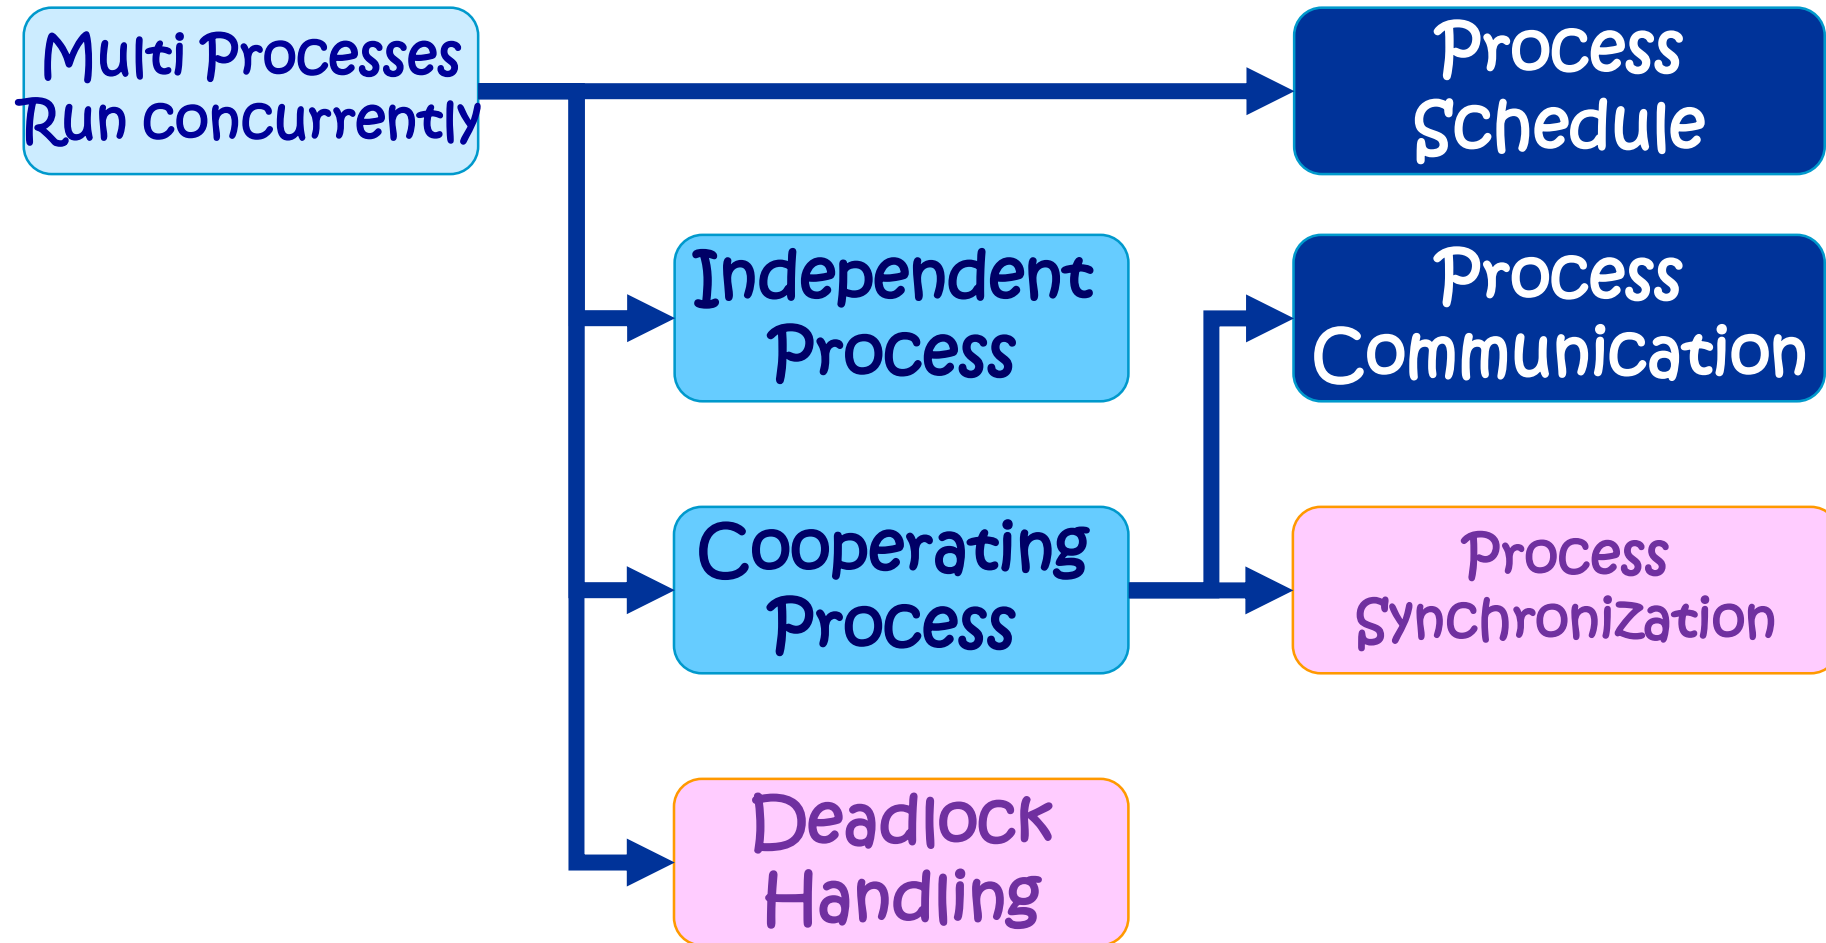 Multi Processes
Run concurrently
Process
Schedule
Independent
Process
Process
Communication
Cooperating
Process
Process
Synchronization
Deadlock
Handling